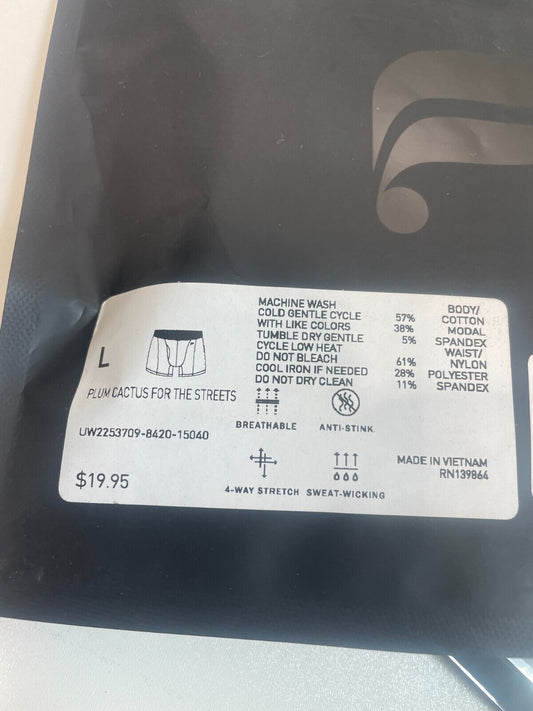 L
PLUM CACTUS FOR THE STREETS
UW2253709-8420-15040
$19.95
MACHINE WASH
COLD GENTLE CYCLE
WITH LIKE COLORS
TUMBLE DRY GENTLE
CYCLE LOW HEAT
DO NOT BLEACH
COOL IRON IF NEEDED
DO NOT DRY CLEAN
BODY/
57% COTTON
38% MODAL
5% SPANDEX
WAIST/
61% NYLON
28% POLYESTER
11% SPANDEX
BREATHABLE
ANTI-STINK
4-WAY STRETCH
SWEAT-WICKING
MADE IN VIETNAM
RN139864